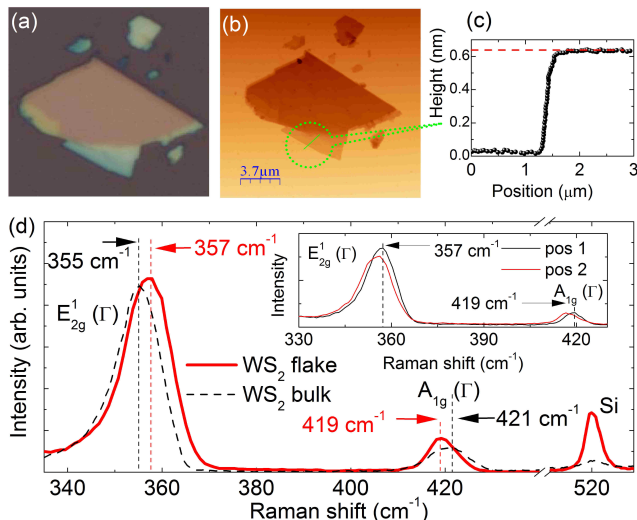 (a)
(b)
3.7µm
(c)
Height (nm)
0.6
0.4
0.2
0.0
0 1 2 3
Position (µm)
(d)
Intensity (arb. units)
355 cm⁻¹
357 cm⁻¹
E¹2g (Γ)
WS₂ flake
WS₂ bulk
A1g (Γ)
419 cm⁻¹
421 cm⁻¹
Si
340 360 380 400 420 520
Raman shift (cm⁻¹)
Intensity
E¹2g (Γ)
357 cm⁻¹
pos 1
pos 2
419 cm⁻¹
A1g (Γ)
330 360 390 420
Raman shift (cm⁻¹)